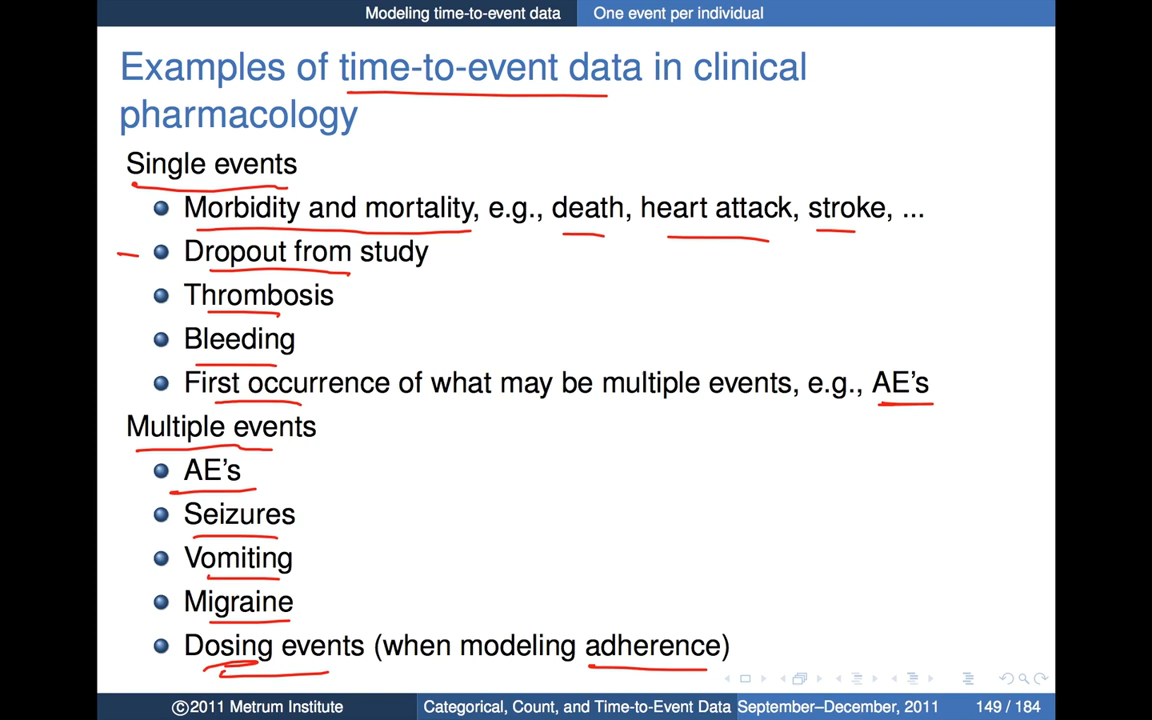 Modeling time-to-event data One event per individual
Examples of time-to-event data in clinical
pharmacology
Single events
Morbidity and mortality, e.g., death, heart attack, stroke, ...
Dropout from study
Thrombosis
Bleeding
First occurrence of what may be multiple events, e.g., AE's
Multiple events
AE's
Seizures
Vomiting
Migraine
Dosing events (when modeling adherence)
©2011 Metrum Institute Categorical, Count, and Time-to-Event Data September–December, 2011 149 / 184